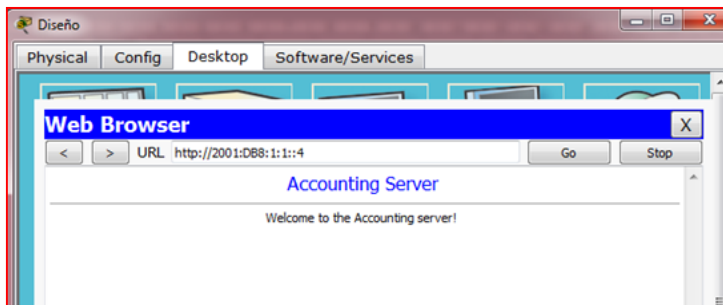 Diseño
Physical Config Desktop Software/Services
Web Browser X
< > URL http://2001:DB8:1:1::4 Go Stop
Accounting Server
Welcome to the Accounting server!